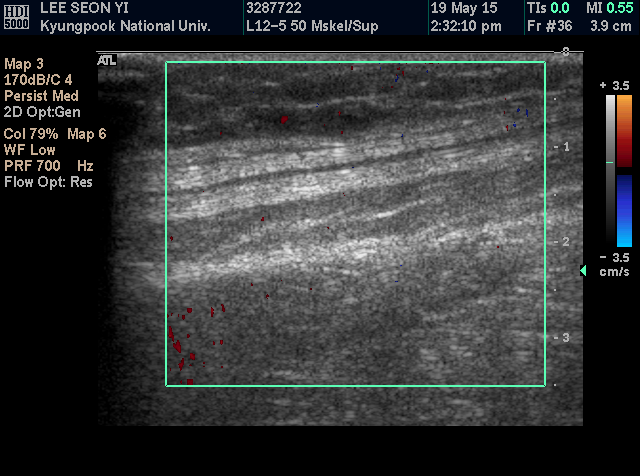 HDI 5000
LEE SEON YI 3287722 19 May 15 TIs 0.0 MI 0.55
Kyungpook National Univ. L12-5 50 Mskel/Sup 2:32:10 pm Fr #36 3.9 cm
ATL
Map 3
170dB/C 4
Persist Med
2D Opt:Gen
Col 79% Map 6
WF Low
PRF 700 Hz
Flow Opt: Res
1
2
3
+ 3.5
- 3.5
cm/s